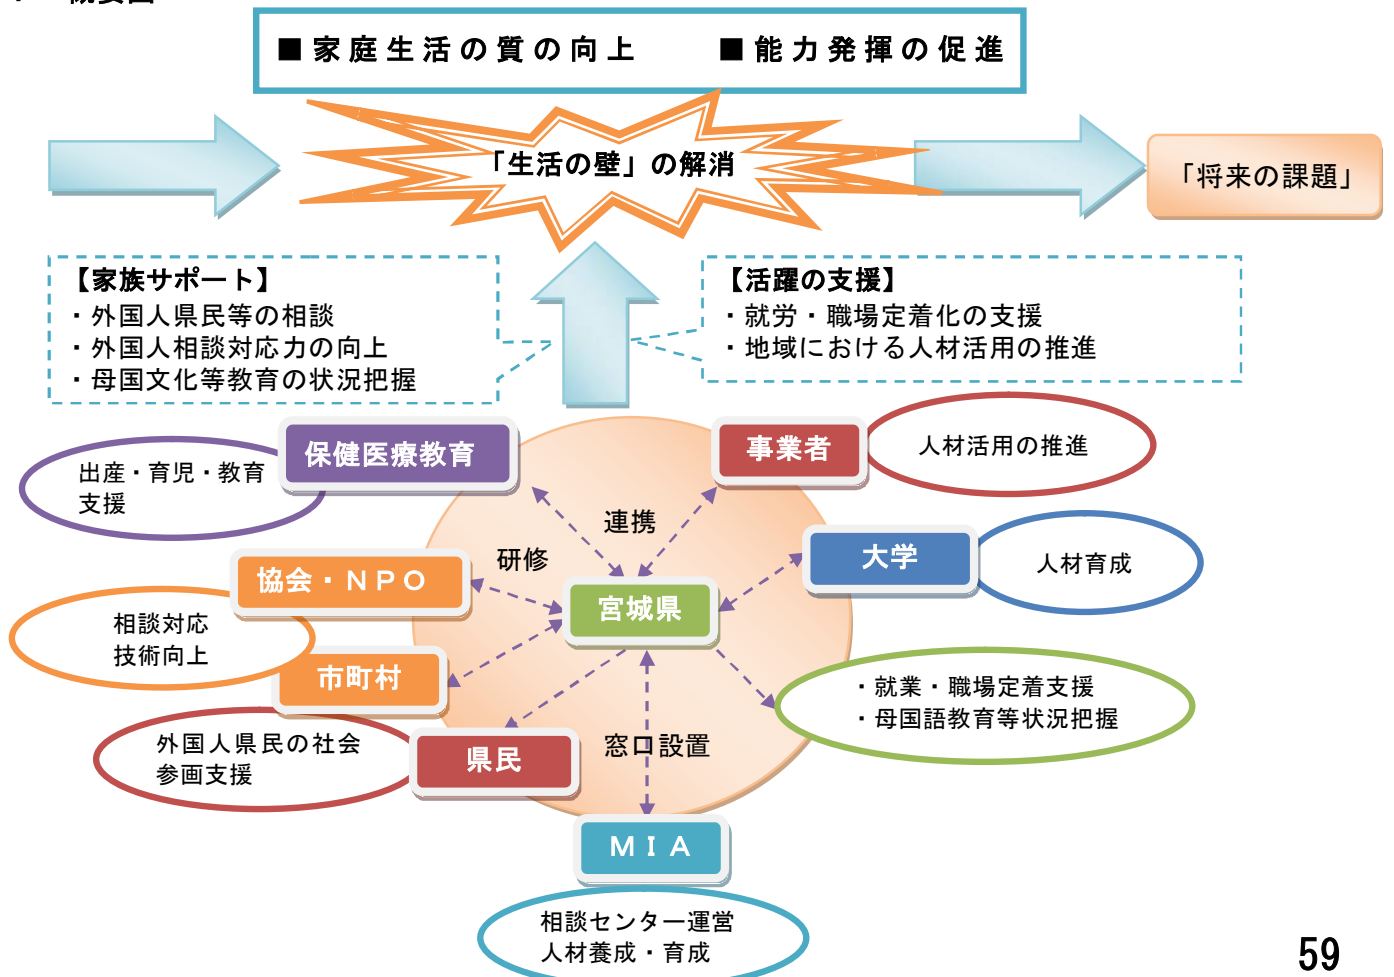 ■家庭生活の質の向上　■能力発揮の促進
「生活の壁」の解消
「将来の課題」
【家族サポート】
・外国人県民等の相談
・外国人相談対応力の向上
・母国文化等教育の状況把握
【活躍の支援】
・就労・職場定着化の支援
・地域における人材活用の推進
保健医療教育
出産・育児・教育
支援
事業者
人材活用の推進
連携
研修
大学
人材育成
協会・ＮＰＯ
宮城県
相談対応
技術向上
市町村
・就業・職場定着支援
・母国語教育等状況把握
外国人県民の社会
参画支援
県民
窓口設置
ＭＩＡ
相談センター運営
人材養成・育成
59